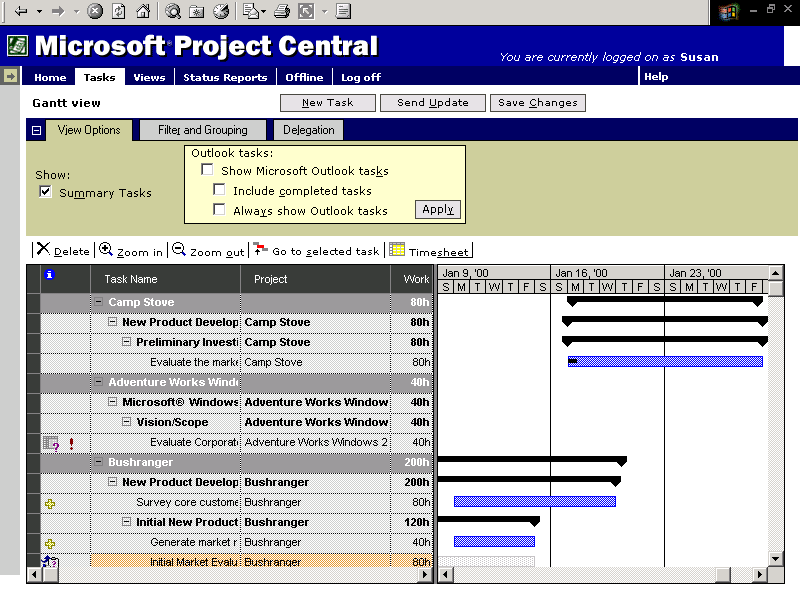 Microsoft Project Central
You are currently logged on as Susan
Home Tasks Views Status Reports Offline Log off Help
Gantt view New Task Send Update Save Changes
View Options Filter and Grouping Delegation
Outlook tasks:
Show: Show Microsoft Outlook tasks
Summary Tasks Include completed tasks
Always show Outlook tasks Apply
Delete Zoom in Zoom out Go to selected task Timesheet
Task Name Project Work Jan 9, '00 Jan 16, '00 Jan 23, '00
S M T W T F S S M T W T F S S M T W T F
Camp Stove 80h
New Product Develop Camp Stove 80h
Preliminary Investi Camp Stove 80h
Evaluate the marke Camp Stove 80h
Adventure Works Windo 40h
Microsoft® Windows Adventure Works Window 40h
Vision/Scope Adventure Works Window 40h
Evaluate Corporat Adventure Works Windows 2 40h
Bushranger 200h
New Product Develop Bushranger 200h
Survey core custome Bushranger 80h
Initial New Product Bushranger 120h
Generate market r Bushranger 40h
Initial Market Evalu Bushranger 80h